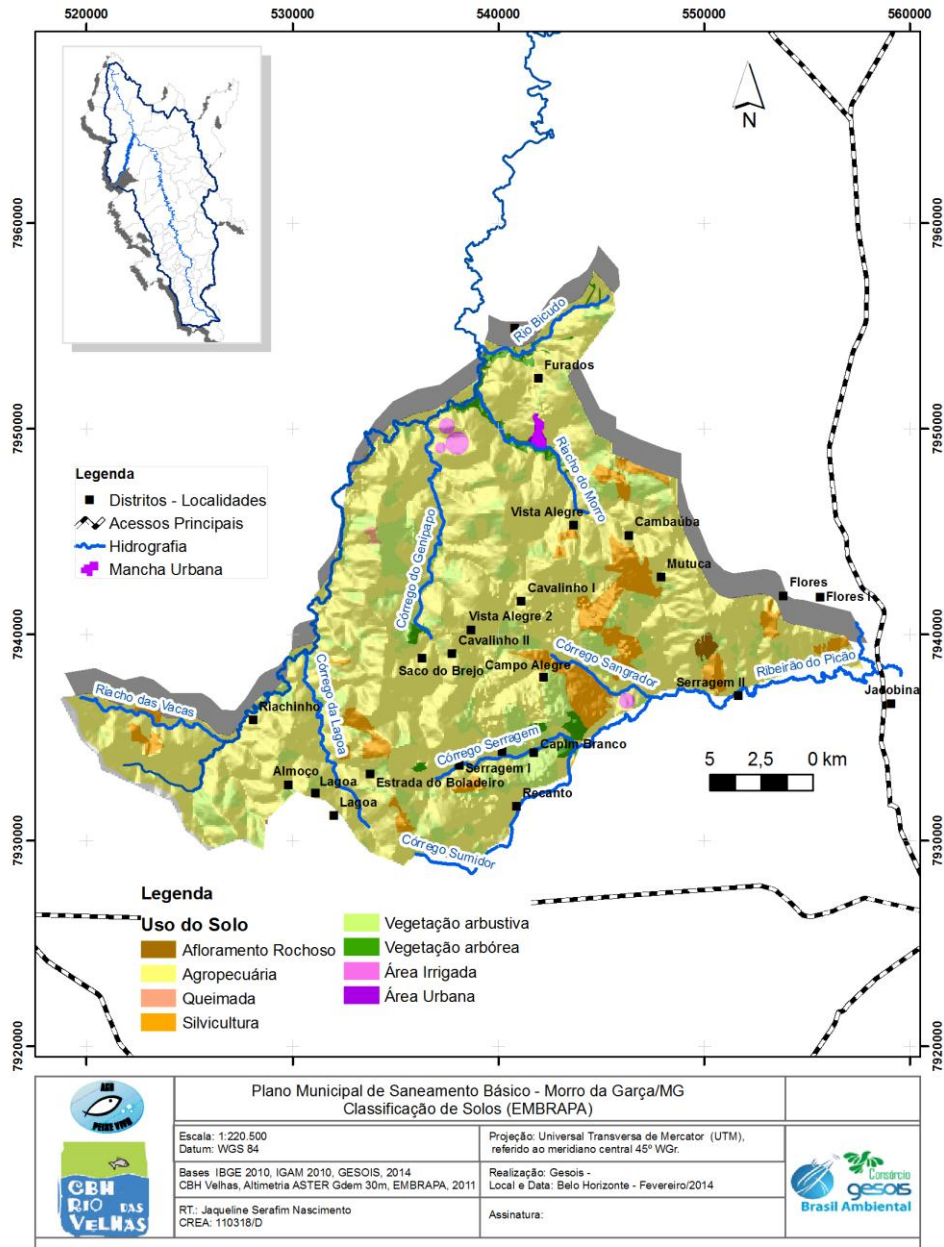 520000
530000
540000
550000
560000
N
7960000
7960000
Rio Bicudo
Furados
7950000
7950000
Riacho do Morro
Legenda
Distritos - Localidades
Acessos Principais
Hidrografia
Mancha Urbana
Vista Alegre
Cambaúba
Córrego do Genipapo
Mutuca
Flores
Flores I
Cavalinho I
7940000
7940000
Vista Alegre 2
Cavalinho II
Saco do Brejo
Campo Alegre
Córrego Sangrador
Ribeirão do Picão
Serragem II
Jacobina
Riacho das Vacas
Riachinho
Córrego da Lagoa
Córrego Serragem
Capim Branco
5 2,5 0 km
Almoço
Lagoa
Serragem I
Estrada do Boiadeiro
Lagoa
Recanto
7930000
7930000
Córrego Sumidor
Legenda
Uso do Solo
Afloramento Rochoso
Agropecuária
Queimada
Silvicultura
Vegetação arbustiva
Vegetação arbórea
Área Irrigada
Área Urbana
7920000
7920000
520000
530000
540000
550000
560000
AGB
PEIXE VIVO
CBH
RIO DAS
VELHAS
Plano Municipal de Saneamento Básico - Morro da Garça/MG
Classificação de Solos (EMBRAPA)
Escala: 1:220.500
Datum: WGS 84
Projeção: Universal Transversa de Mercator (UTM),
referido ao meridiano central 45º WGr.
Bases IBGE 2010, IGAM 2010, GESOIS, 2014
CBH Velhas, Altimetria ASTER Gdem 30m, EMBRAPA, 2011
Realização: Gesois -
Local e Data: Belo Horizonte - Fevereiro/2014
RT.: Jaqueline Serafim Nascimento
CREA: 110318/D
Assinatura:
Consórcio
gesois
Brasil Ambiental